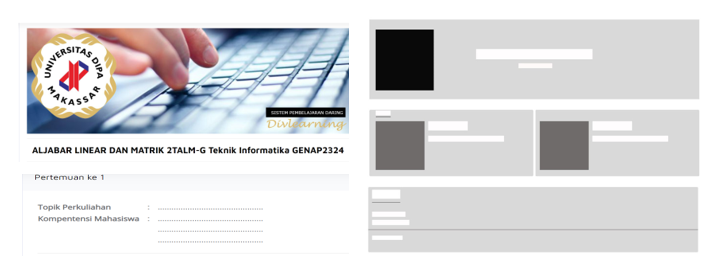 UNIVERSITAS DIPA
MAKASSAR
SISTEM PEMBELAJARAN DARING
Divlearning
ALJABAR LINEAR DAN MATRIK 2TALM-G Teknik Informatika GENAP2324
Pertemuan ke 1
Topik Perkuliahan : ............................................
Kompentensi Mahasiswa : ............................................
............................................
............................................